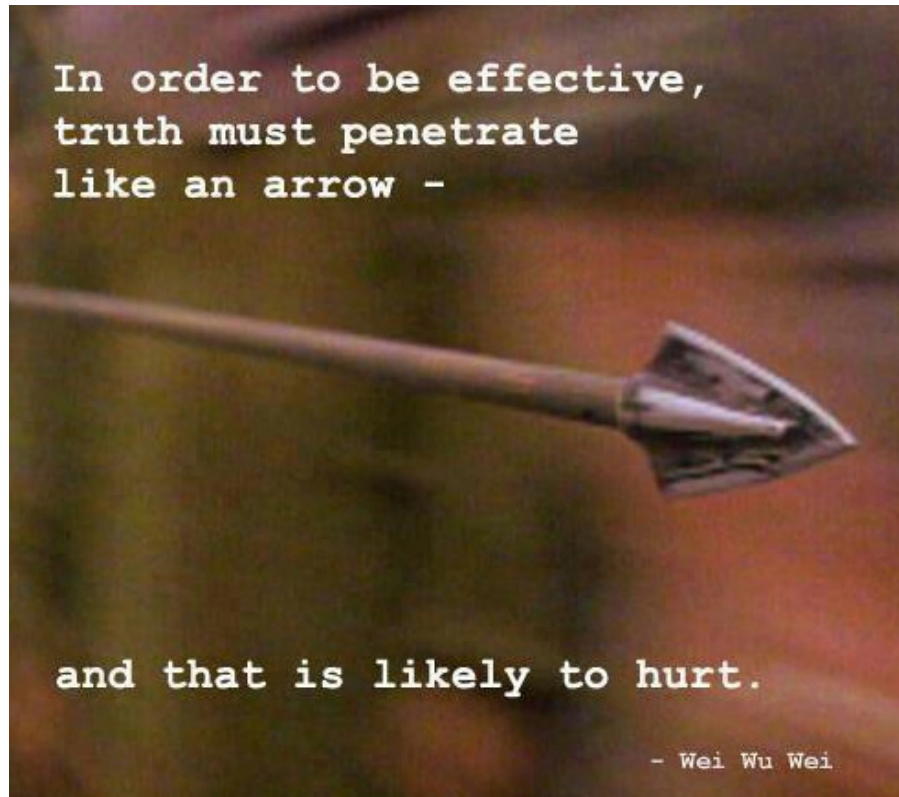 In order to be effective,
truth must penetrate
like an arrow -
and that is likely to hurt.
- Wei Wu Wei